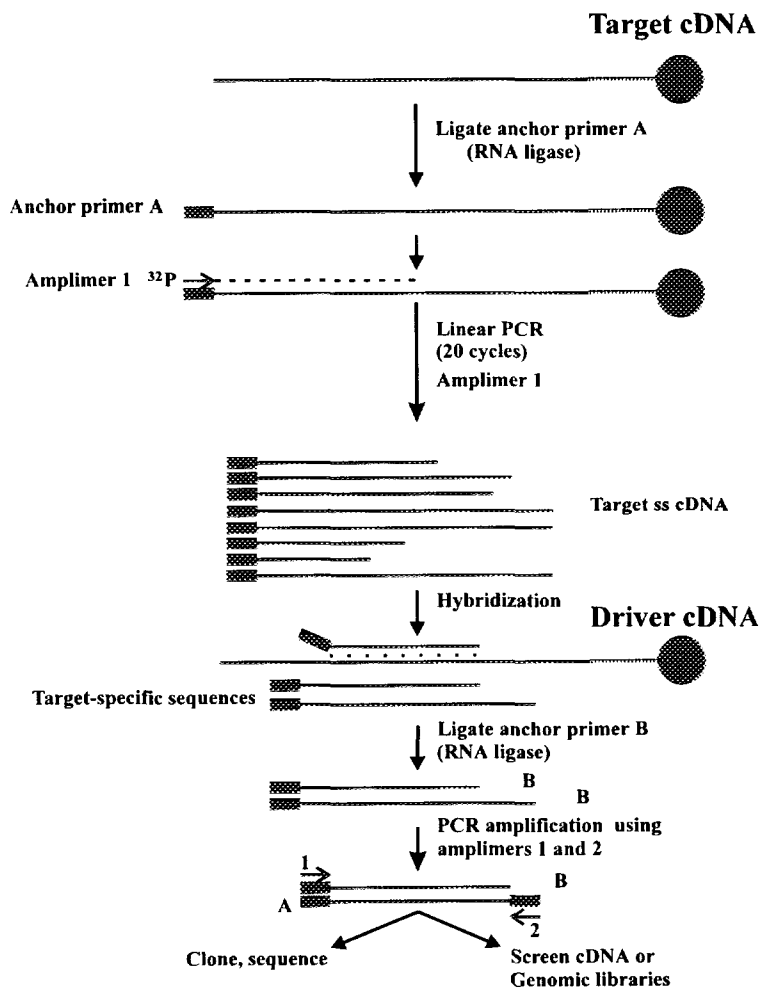 Target cDNA
Ligate anchor primer A
(RNA ligase)
Anchor primer A
Amplimer 1 32P
Linear PCR
(20 cycles)
Amplimer 1
Target ss cDNA
Hybridization
Driver cDNA
Target-specific sequences
Ligate anchor primer B
(RNA ligase)
B
B
PCR amplification using
amplimers 1 and 2
1
B
A
2
Clone, sequence
Screen cDNA or
Genomic libraries